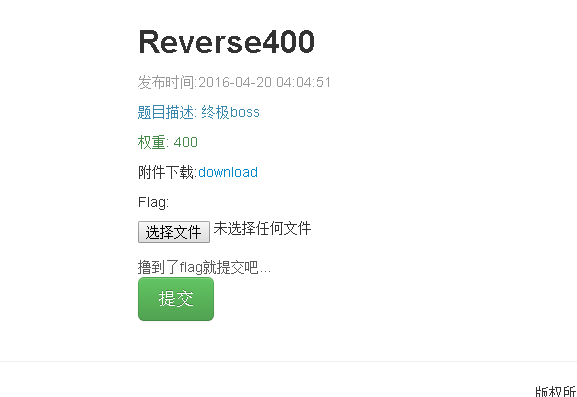 Reverse400
发布时间:2016-04-20 04:04:51
题目描述: 终极boss
权重: 400
附件下载:download
Flag:
选择文件 未选择任何文件
撸到了flag就提交吧...
提交
版权所